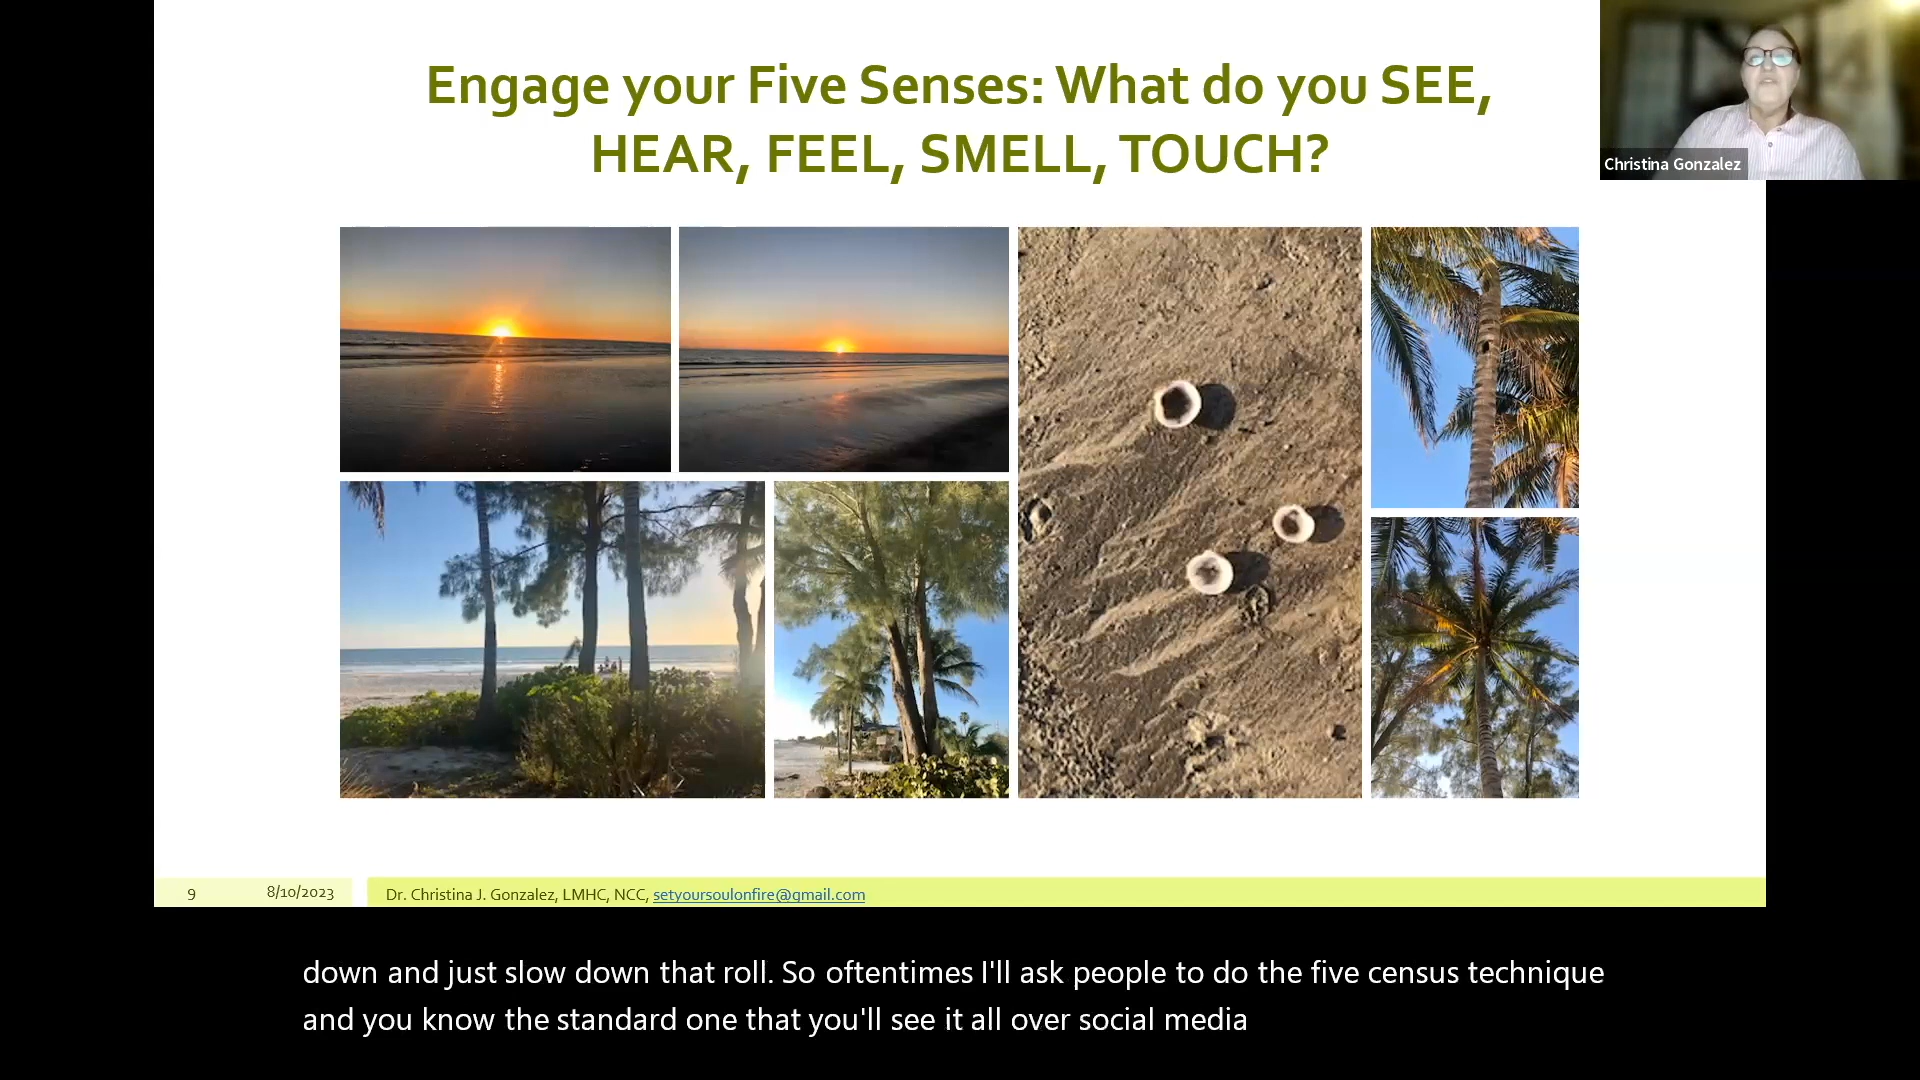 Engage your Five Senses: What do you SEE,
HEAR, FEEL, SMELL, TOUCH?
Christina Gonzalez
9 8/10/2023 Dr. Christina J. Gonzalez, LMHC, NCC, setyoursoulonfire@gmail.com
down and just slow down that roll. So oftentimes I'll ask people to do the five census technique
and you know the standard one that you'll see it all over social media